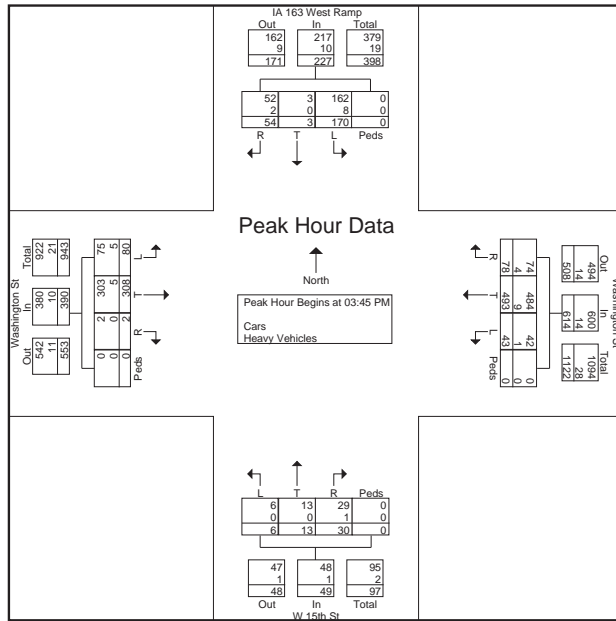 IA 163 West Ramp
Out In Total
162 217 379
9 10 19
171 227 398
52 3 162 0
2 0 8 0
54 3 170 0
R T L Peds
Peak Hour Data
North
Peak Hour Begins at 03:45 PM
Cars
Heavy Vehicles
Washington St
Total In Out
922 380 542
21 10 11
943 390 553
75 303 2 0
5 5 0 0
80 308 2 0
L T R Peds
Washington St
Out In Total
494 600 1094
14 14 28
508 614 1122
74 484 42 0
4 9 1 0
78 493 43 0
R T L Peds
L T R Peds
6 13 29 0
0 0 1 0
6 13 30 0
47 48 95
1 1 2
48 49 97
Out In Total
W 15th St